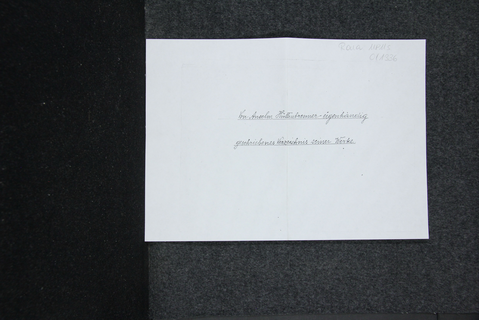 Von Anselm Hüttenbrenner eigenhändig
geschriebenes Verzeichnis seiner Werke